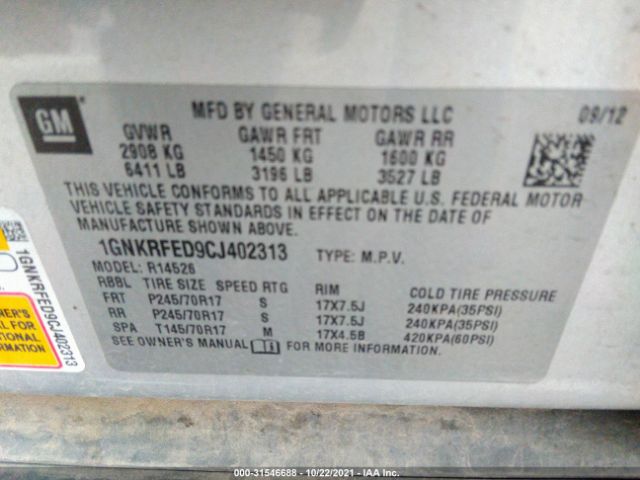 GM
MFD BY GENERAL MOTORS LLC 09/12
GVWR GAWR FRT GAWR RR
2908 KG 1450 KG 1600 KG
6411 LB 3196 LB 3527 LB
THIS VEHICLE CONFORMS TO ALL APPLICABLE U.S. FEDERAL MOTOR
VEHICLE SAFETY STANDARDS IN EFFECT ON THE DATE OF
MANUFACTURE SHOWN ABOVE.
1GNKRFED9CJ402313 TYPE: M.P.V.
MODEL: R14526
RBBL TIRE SIZE SPEED RTG RIM COLD TIRE PRESSURE
FRT P245/70R17 S 17X7.5J 240KPA(35PSI)
RR P245/70R17 S 17X7.5J 240KPA(35PSI)
SPA T145/70R17 M 17X4.5B 420KPA(60PSI)
SEE OWNER'S MANUAL FOR MORE INFORMATION.
1GNKRFED9CJ402313
OWNER'S
FOR
ATIONAL
000-31546688 - 10/22/2021 - IAA Inc.